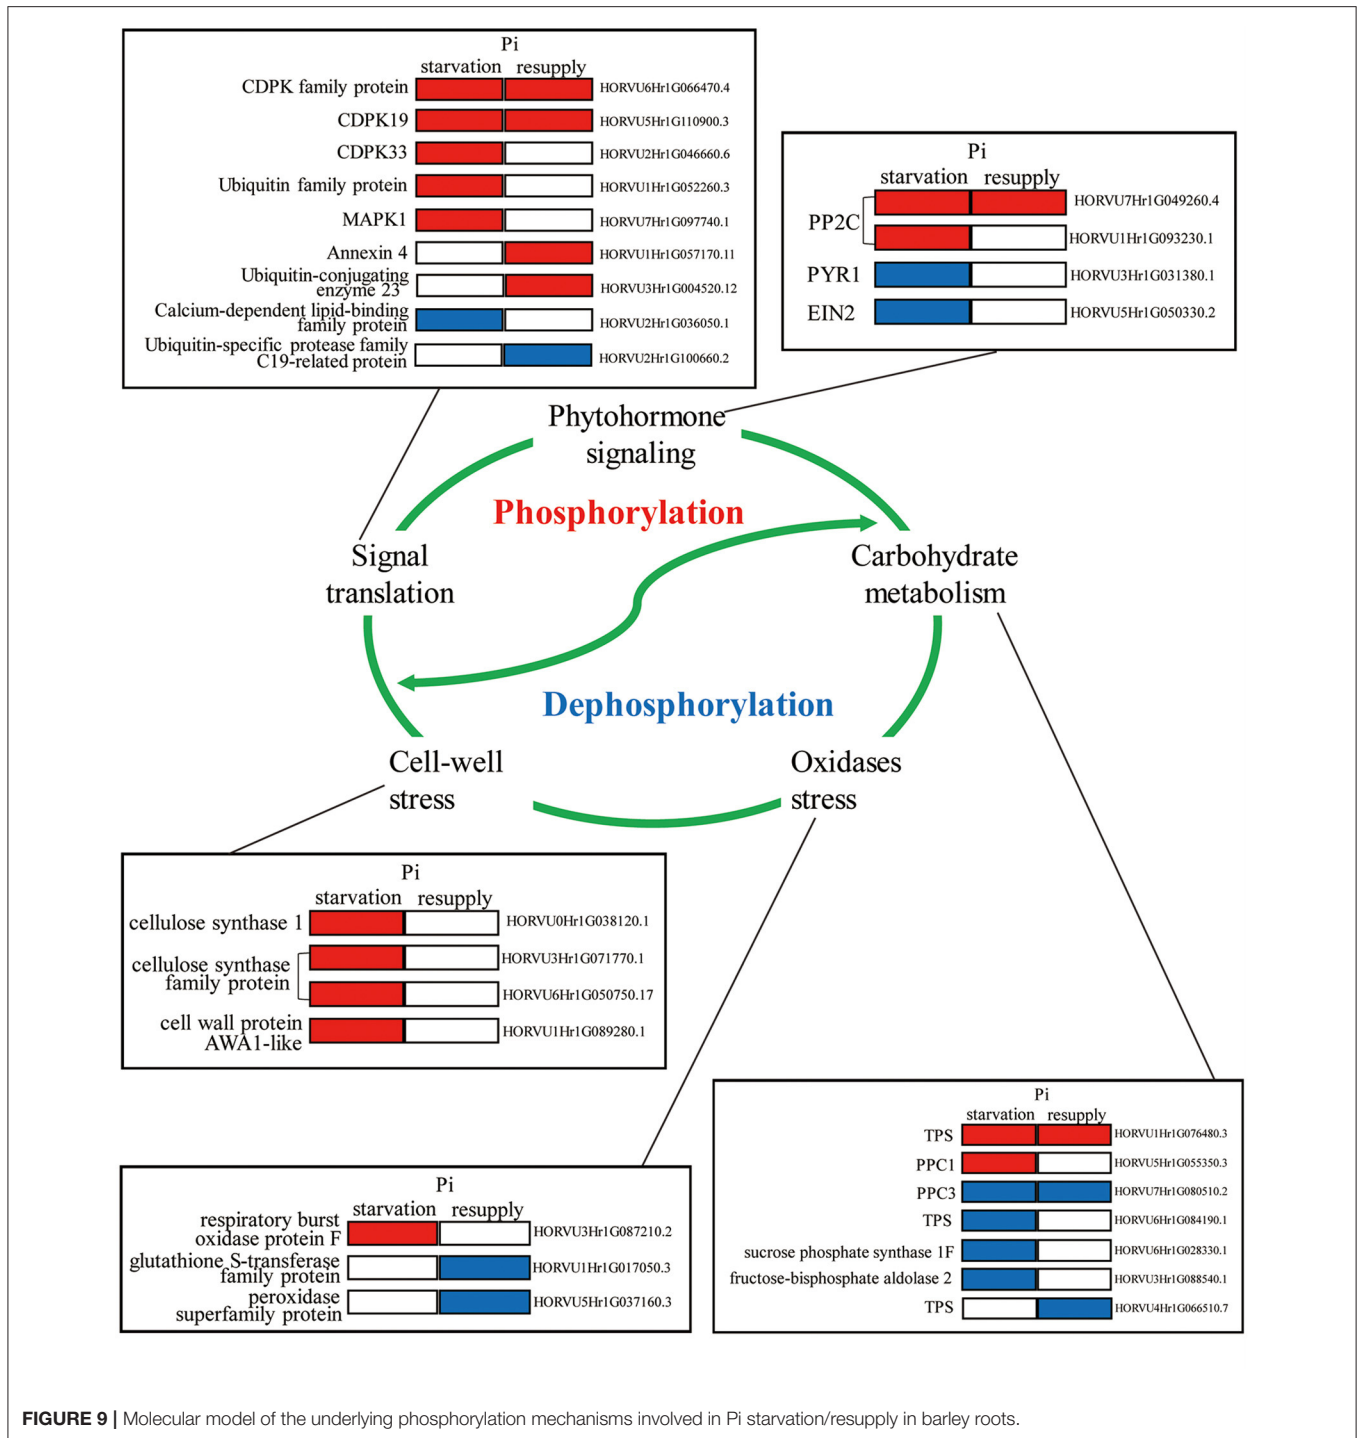 Pi
starvation resupply
CDPK family protein HORVU6Hr1G066470.4
CDPK19 HORVU5Hr1G110900.3
CDPK33 HORVU2Hr1G046660.6
Ubiquitin family protein HORVU1Hr1G052260.3
MAPK1 HORVU7Hr1G097740.1
Annexin 4 HORVU1Hr1G057170.11
Ubiquitin-conjugating
enzyme 23 HORVU3Hr1G004520.12
Calcium-dependent lipid-binding
family protein HORVU2Hr1G036050.1
Ubiquitin-specific protease family
C19-related protein HORVU2Hr1G100660.2
Pi
starvation resupply
PP2C HORVU7Hr1G049260.4
HORVU1Hr1G093230.1
PYR1 HORVU3Hr1G031380.1
EIN2 HORVU5Hr1G050330.2
Phytohormone
signaling
Phosphorylation
Signal
translation
Carbohydrate
metabolism
Dephosphorylation
Cell-well
stress
Oxidases
stress
Pi
starvation resupply
cellulose synthase 1 HORVU0Hr1G038120.1
cellulose synthase
family protein
HORVU3Hr1G071770.1
HORVU6Hr1G050750.17
cell wall protein
AWA1-like
HORVU1Hr1G089280.1
Pi
starvation resupply
respiratory burst
oxidase protein F HORVU3Hr1G087210.2
glutathione S-transferase
family protein HORVU1Hr1G017050.3
peroxidase
superfamily protein HORVU5Hr1G037160.3
Pi
starvation resupply
TPS HORVU1Hr1G076480.3
PPC1 HORVU5Hr1G055350.3
PPC3 HORVU7Hr1G080510.2
TPS HORVU6Hr1G084190.1
sucrose phosphate synthase 1F HORVU6Hr1G028330.1
fructose-bisphosphate aldolase 2 HORVU3Hr1G088540.1
TPS HORVU4Hr1G066510.7
FIGURE 9 | Molecular model of the underlying phosphorylation mechanisms involved in Pi starvation/resupply in barley roots.